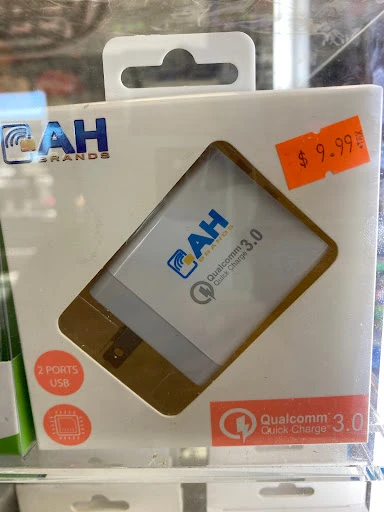 AH
BRANDS
$ 9.99
AH
BRANDS
Qualcomm
Quick Charge 3.0
2 PORTS
USB
Qualcomm
Quick Charge 3.0